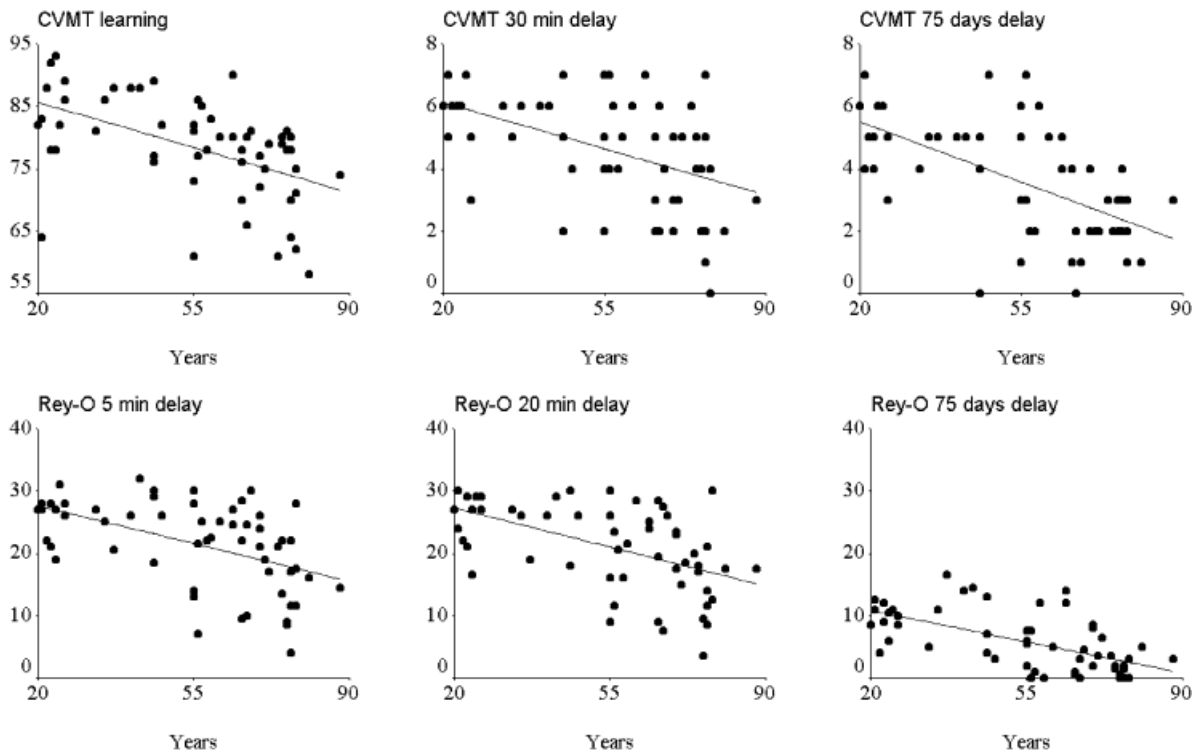 CVMT learning
95
85
75
65
55
20 55 90
Years
CVMT 30 min delay
8
6
4
2
0
20 55 90
Years
CVMT 75 days delay
8
6
4
2
0
20 55 90
Years
Rey-O 5 min delay
40
30
20
10
0
20 55 90
Years
Rey-O 20 min delay
40
30
20
10
0
20 55 90
Years
Rey-O 75 days delay
40
30
20
10
0
20 55 90
Years